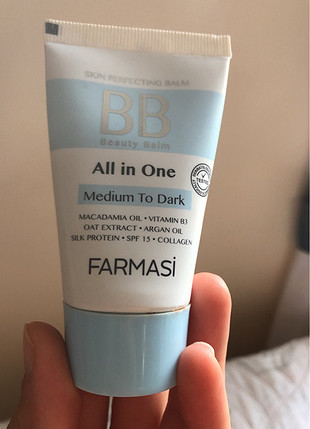 SKIN PERFECTING BALM
BB
Beauty Balm
All in One
Medium To Dark
MACADAMIA OIL • VITAMIN B3
OAT EXTRACT • ARGAN OIL
SILK PROTEIN • SPF 15 • COLLAGEN
FARMASi
TESTED